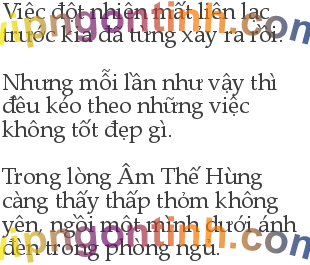 Việc đột nhiên mất liên lạc
trước kia đã từng xảy ra rồi.
Nhưng mỗi lần như vậy thì
đều kéo theo những việc
không tốt đẹp gì.
Trong lòng Âm Thế Hùng
càng thấy thấp thỏm không
yên, ngồi một mình dưới ánh
đèn trong phòng ngủ.